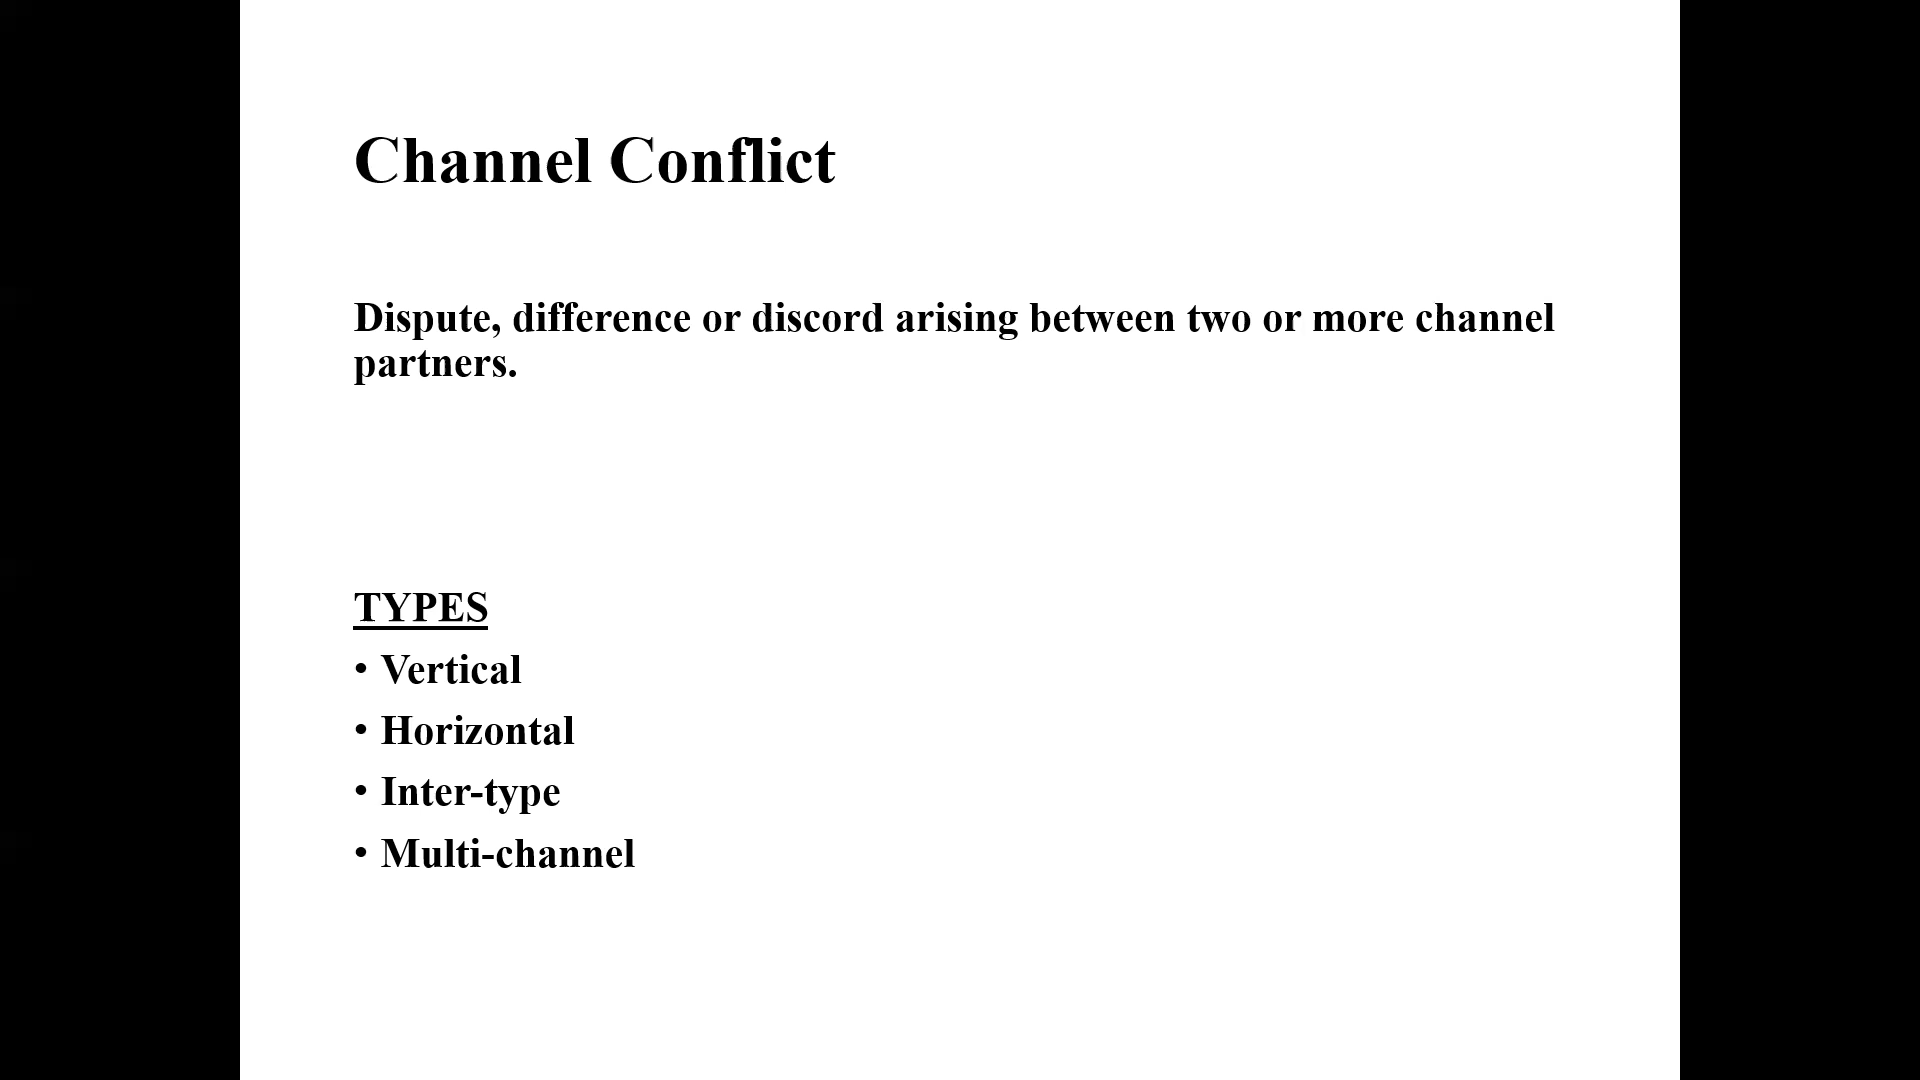 Channel Conflict
Dispute, difference or discord arising between two or more channel
partners.
TYPES
• Vertical
• Horizontal
• Inter-type
• Multi-channel